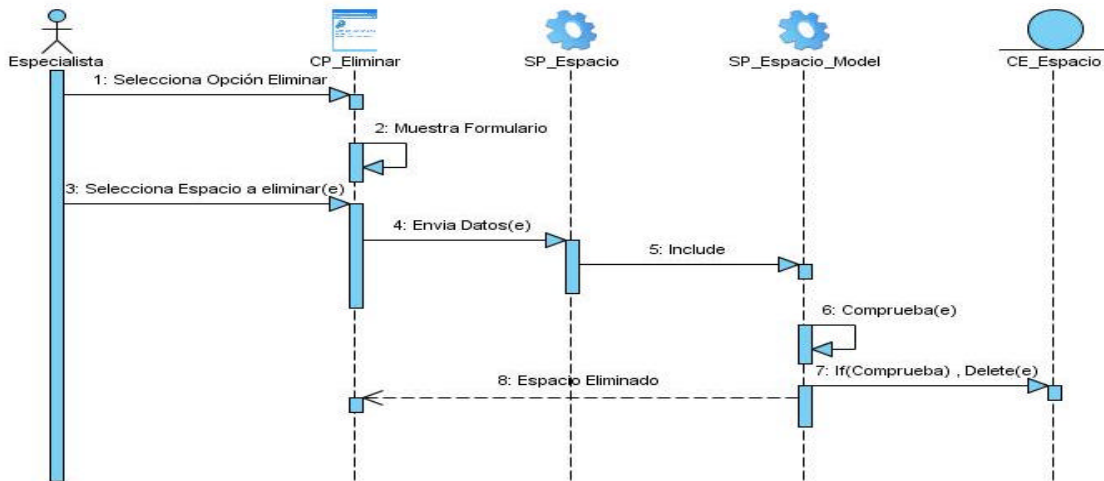 Especialista
CP_Eliminar
SP_Espacio
SP_Espacio_Model
CE_Espacio
1: Selecciona Opción Eliminar
2: Muestra Formulario
3: Selecciona Espacio a eliminar(e)
4: Envia Datos(e)
5: Include
6: Comprueba(e)
7: If(Comprueba) , Delete(e)
8: Espacio Eliminado